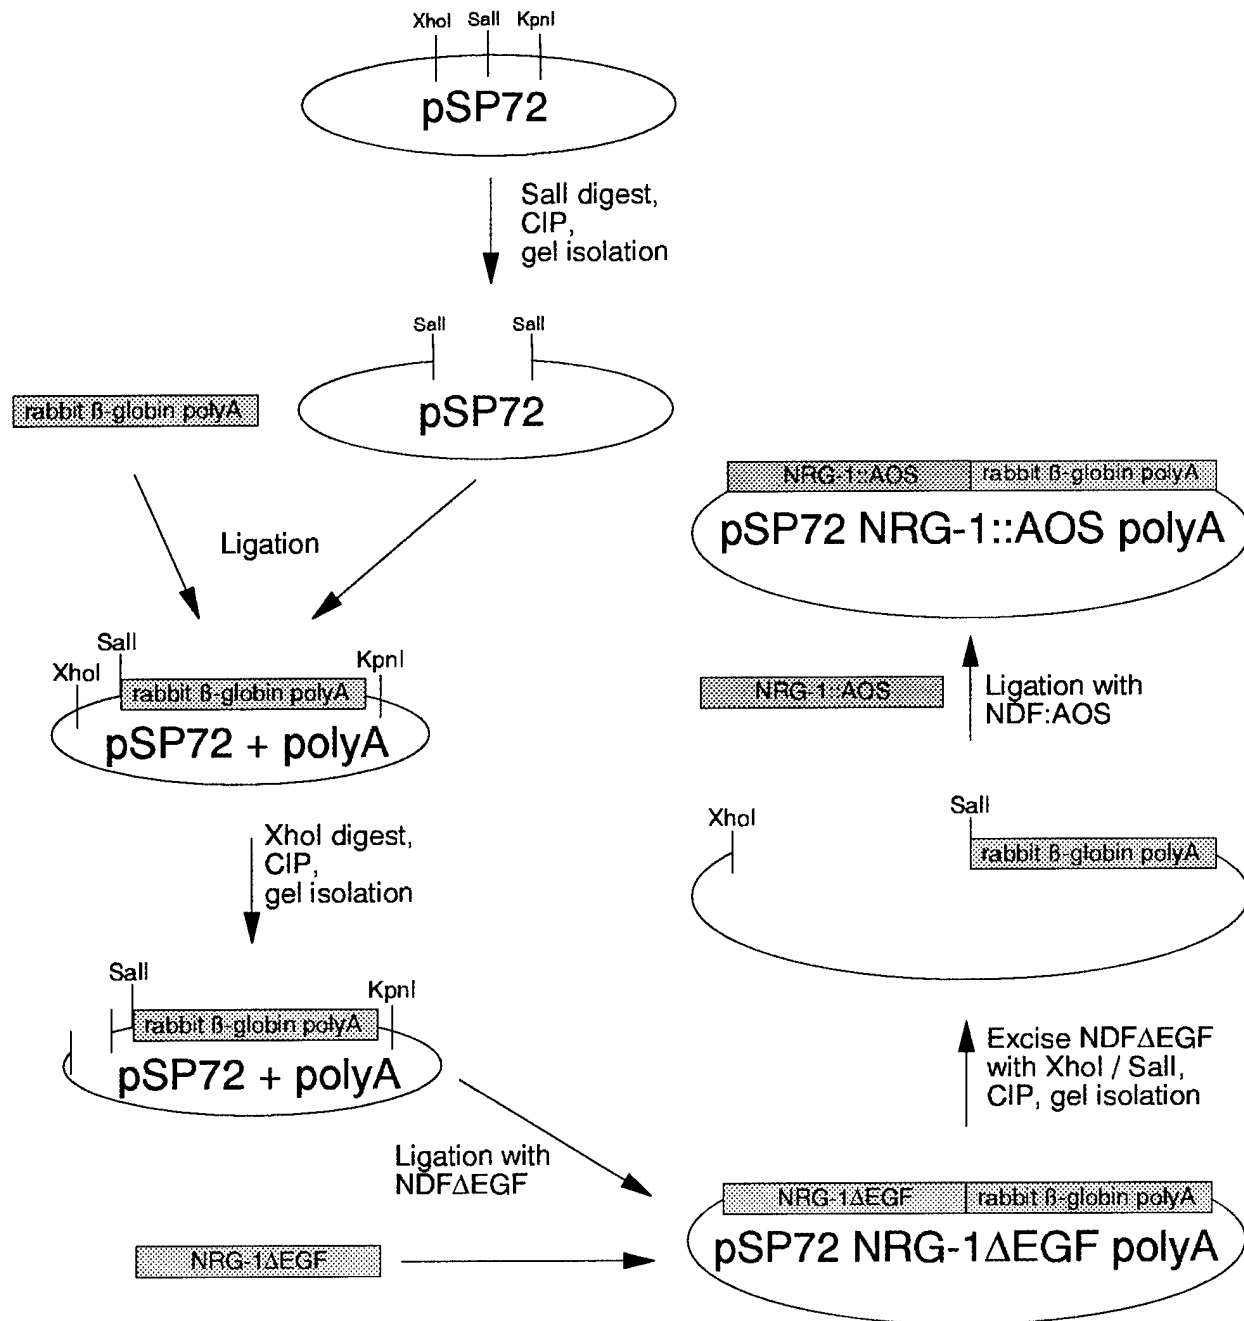 XhoI SalI KpnI
pSP72
SalI digest,
CIP,
gel isolation
SalI SalI
pSP72
rabbit ß-globin polyA
Ligation
SalI
XhoI
KpnI
rabbit ß-globin polyA
pSP72 + polyA
XhoI digest,
CIP,
gel isolation
SalI
KpnI
rabbit ß-globin polyA
pSP72 + polyA
Ligation with
NDFΔEGF
NRG-1ΔEGF
NRG-1ΔEGF
rabbit ß-globin polyA
pSP72 NRG-1ΔEGF polyA
Excise NDFΔEGF
with XhoI / SalI,
CIP, gel isolation
XhoI
SalI
rabbit ß-globin polyA
NRG-1::AOS
Ligation with
NDF:AOS
NRG-1::AOS
rabbit ß-globin polyA
pSP72 NRG-1::AOS polyA